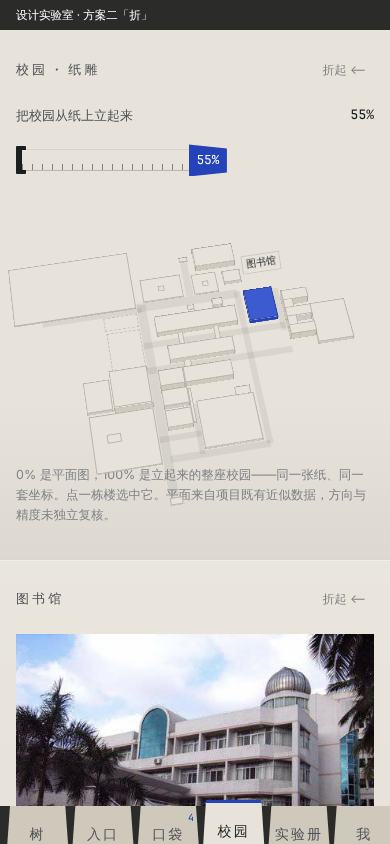 设计实验室 · 方案二「折」
校园 · 纸雕
折起 ←
把校园从纸上立起来
55%
55%
图书馆
0% 是平面图，100% 是立起来的整座校园——同一张纸、同一
套坐标。点一栋楼选中它。平面来自项目既有近似数据，方向与
精度未独立复核。
图书馆
折起 ←
树
入口
口袋
4
校园
实验册
我